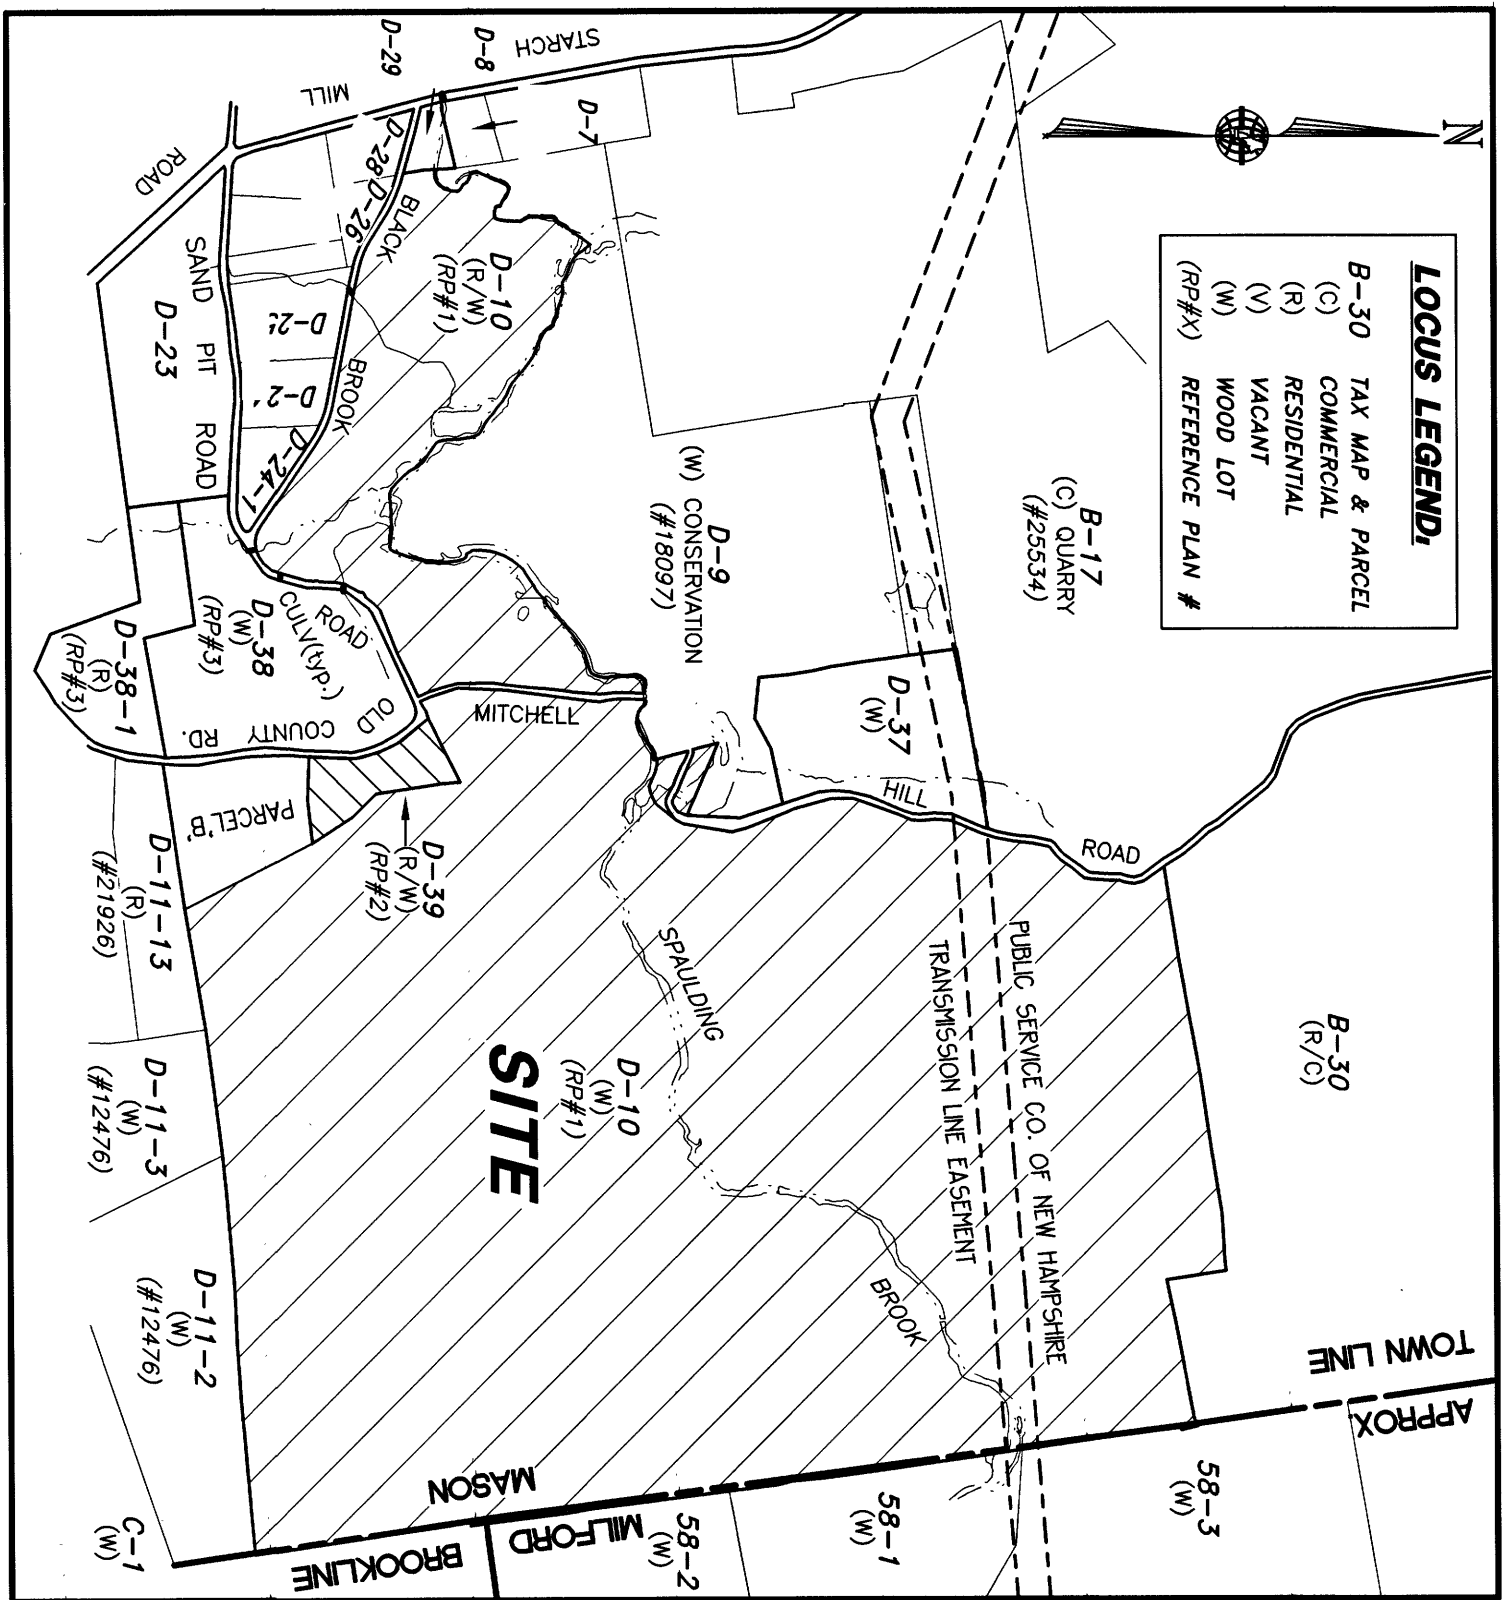 N
LOCUS LEGEND:
B-30 TAX MAP & PARCEL
(C) COMMERCIAL
(R) RESIDENTIAL
(V) VACANT
(W) WOOD LOT
(RP#X) REFERENCE PLAN #
B-30
(R/C)
TOWN LINE
APPROX
58-3
(W)
B-17
(C) QUARRY
(#25534)
PUBLIC SERVICE CO. OF NEW HAMPSHIRE
TRANSMISSION LINE EASEMENT
HILL
ROAD
D-37
(W)
58-1
(W)
BROOK
D-9
(W) CONSERVATION
(#18097)
SPAULDING
58-2
(W)
D-10
(W)
(RP#1)
MILFORD
D-7
MITCHELL
SITE
STARCH
D-8
D-10
(R/W)
(RP#1)
MASON
D-39
(R/W)
(RP#2)
BROOKLINE
D-29
D-28
D-26
BLACK
BROOK
ROAD
CULV(typ.)
OLD
COUNTY
RD.
MILL
ROAD
D-24-1
D-38
(W)
(RP#3)
PARCEL'B'
SAND PIT ROAD
D-23
D-38-1
(R)
(RP#3)
D-11-13
(R)
(#21926)
D-11-3
(W)
(#12476)
D-11-2
(W)
(#12476)
C-1
(W)